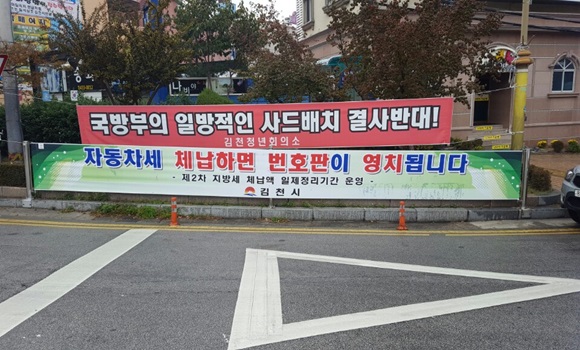 국방부의 일방적인 사드배치 결사반대!
김천청년회의소
자동차세 체납하면 번호판이 영치됩니다
· 제2차 지방세 체납액 일제정리기간 운영
김천시